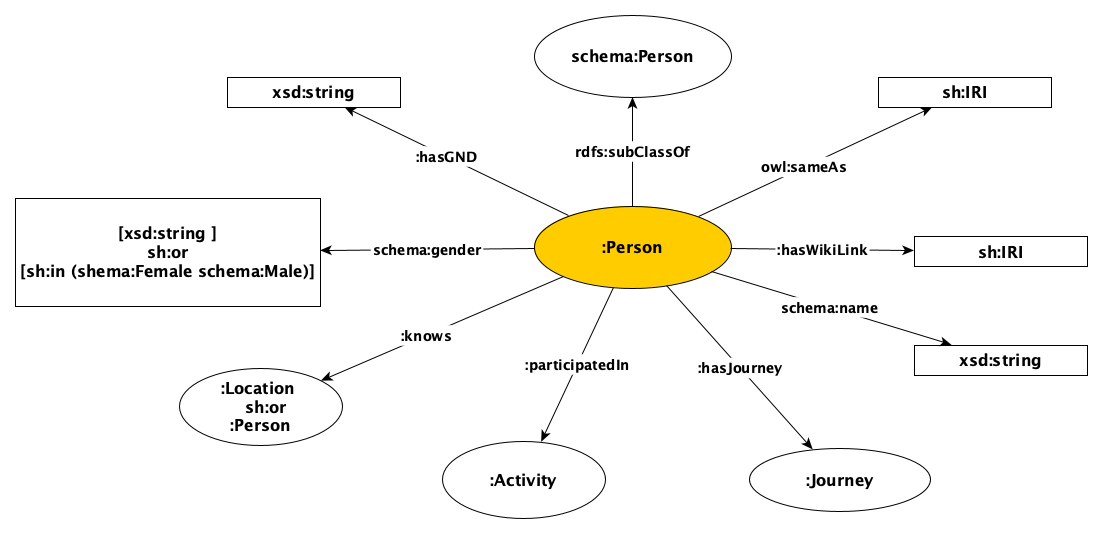 schema:Person
xsd:string
sh:IRI
:hasGND
rdfs:subClassOf
owl:sameAs
[xsd:string ]
sh:or
[sh:in (shema:Female schema:Male)]
schema:gender
:Person
:hasWikiLink
sh:IRI
schema:name
:knows
xsd:string
:participatedIn
:hasJourney
:Location
sh:or
:Person
:Activity
:Journey